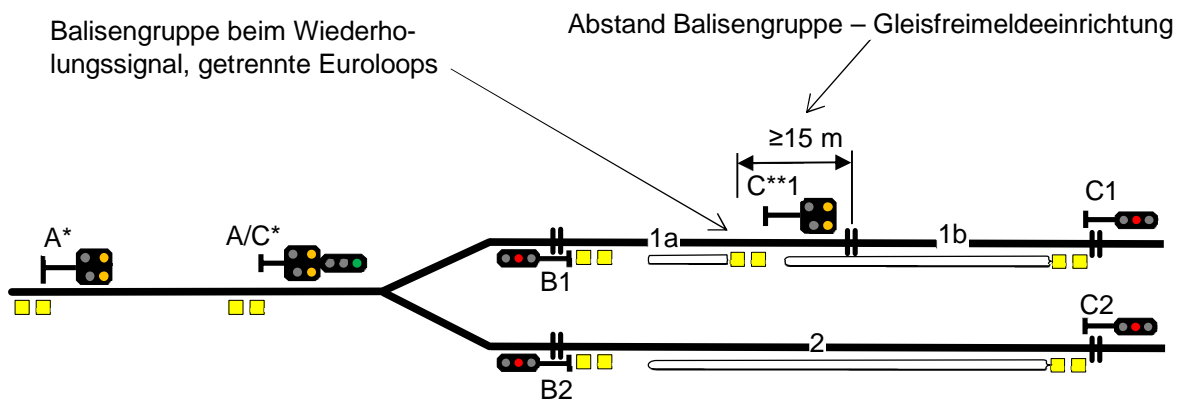 Balisengruppe beim Wiederho-
lungssignal, getrennte Euroloops
Abstand Balisengruppe – Gleisfreimeldeeinrichtung
≥15 m
C**1
C1
A*
A/C*
1a
1b
B1
C2
2
B2